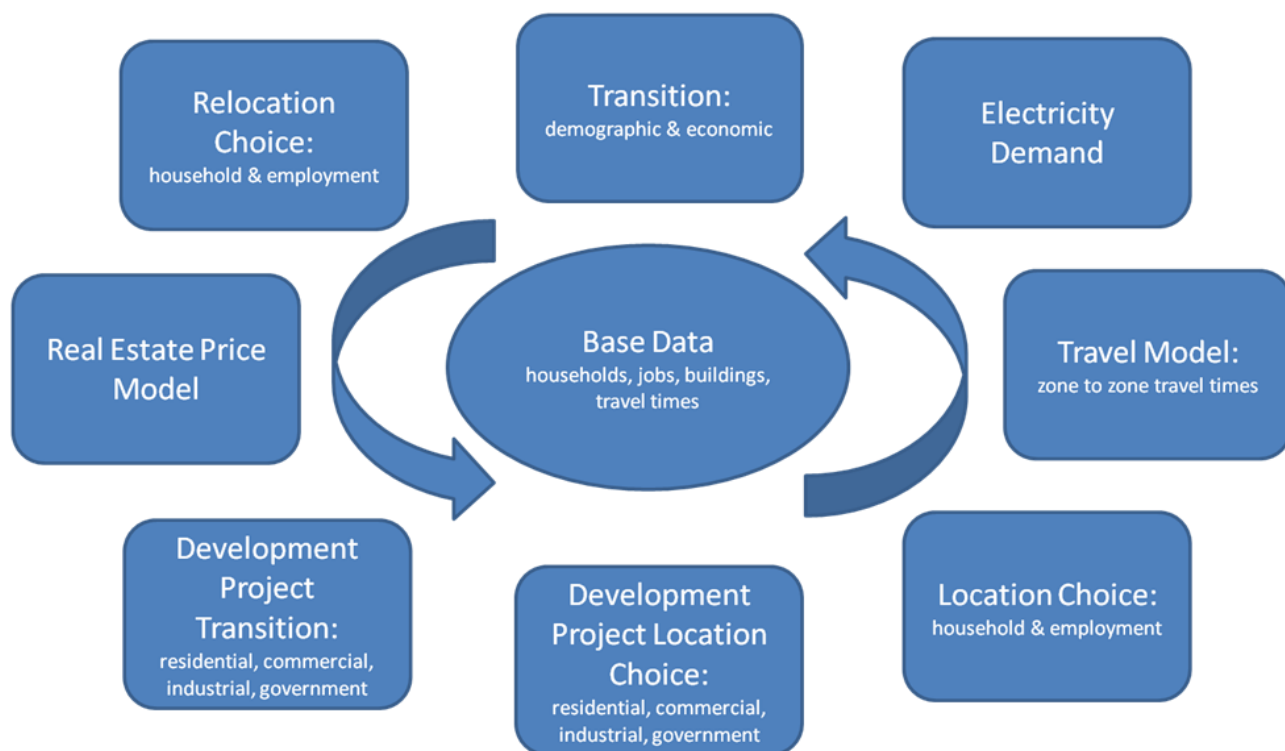 Relocation
Choice:
household & employment
Transition:
demographic & economic
Electricity
Demand
Real Estate Price
Model
Base Data
households, jobs, buildings,
travel times
Travel Model:
zone to zone travel times
Development
Project
Transition:
residential, commercial,
industrial, government
Development
Project Location
Choice:
residential, commercial,
industrial, government
Location Choice:
household & employment